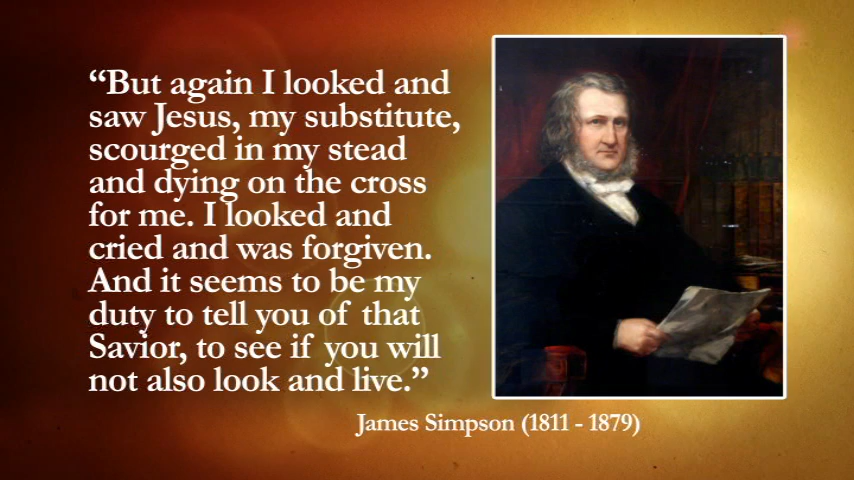 “But again I looked and
saw Jesus, my substitute,
scourged in my stead
and dying on the cross
for me. I looked and
cried and was forgiven.
And it seems to be my
duty to tell you of that
Savior, to see if you will
not also look and live.”
James Simpson (1811 - 1879)